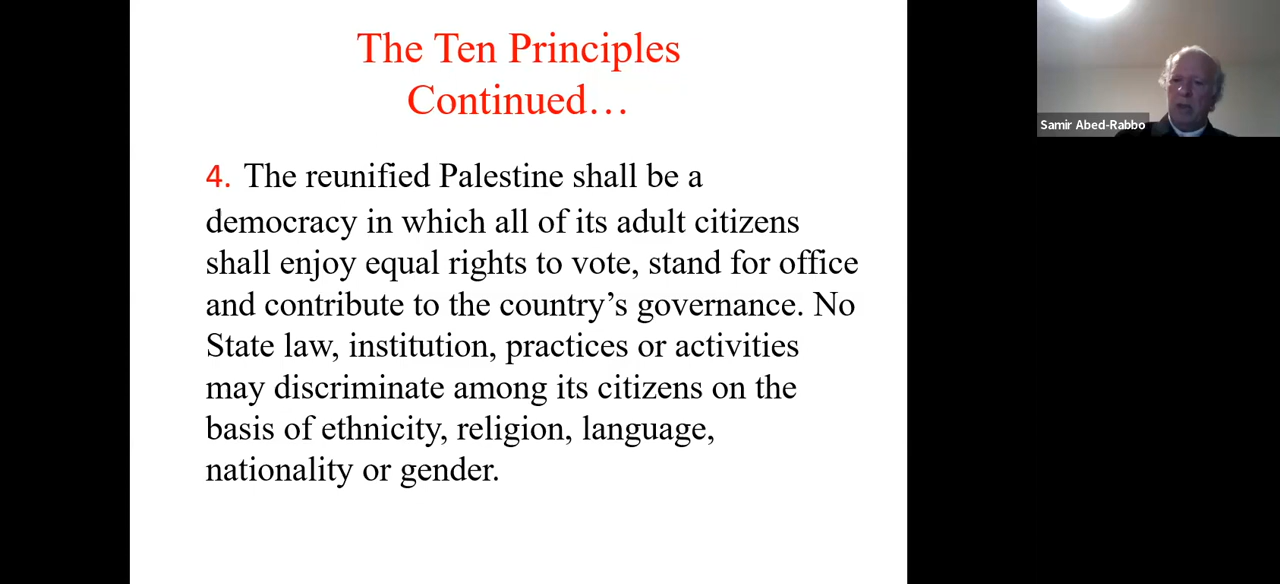 The Ten Principles
Continued…
4. The reunified Palestine shall be a
democracy in which all of its adult citizens
shall enjoy equal rights to vote, stand for office
and contribute to the country’s governance. No
State law, institution, practices or activities
may discriminate among its citizens on the
basis of ethnicity, religion, language,
nationality or gender.
Samir Abed-Rabbo